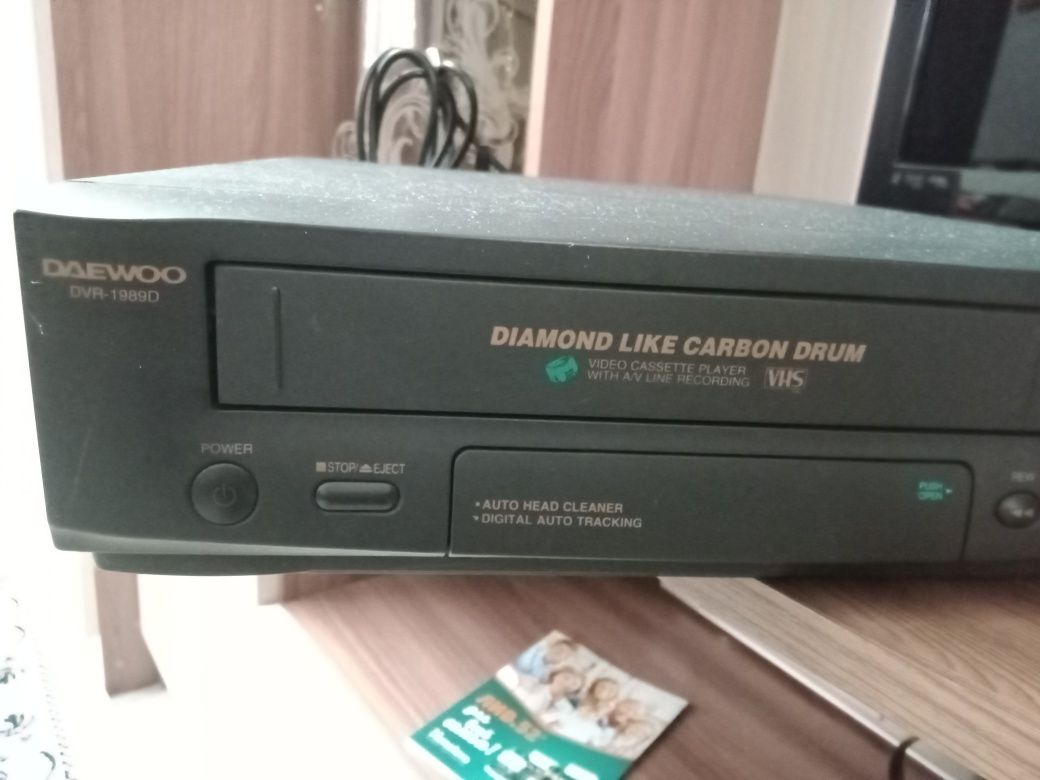 DAEWOO
DVR-1989D
DIAMOND LIKE CARBON DRUM
VIDEO CASSETTE PLAYER
WITH A/V LINE RECORDING
VHS
POWER
STOP/EJECT
AUTO HEAD CLEANER
DIGITAL AUTO TRACKING
PUSH
OPEN
REW